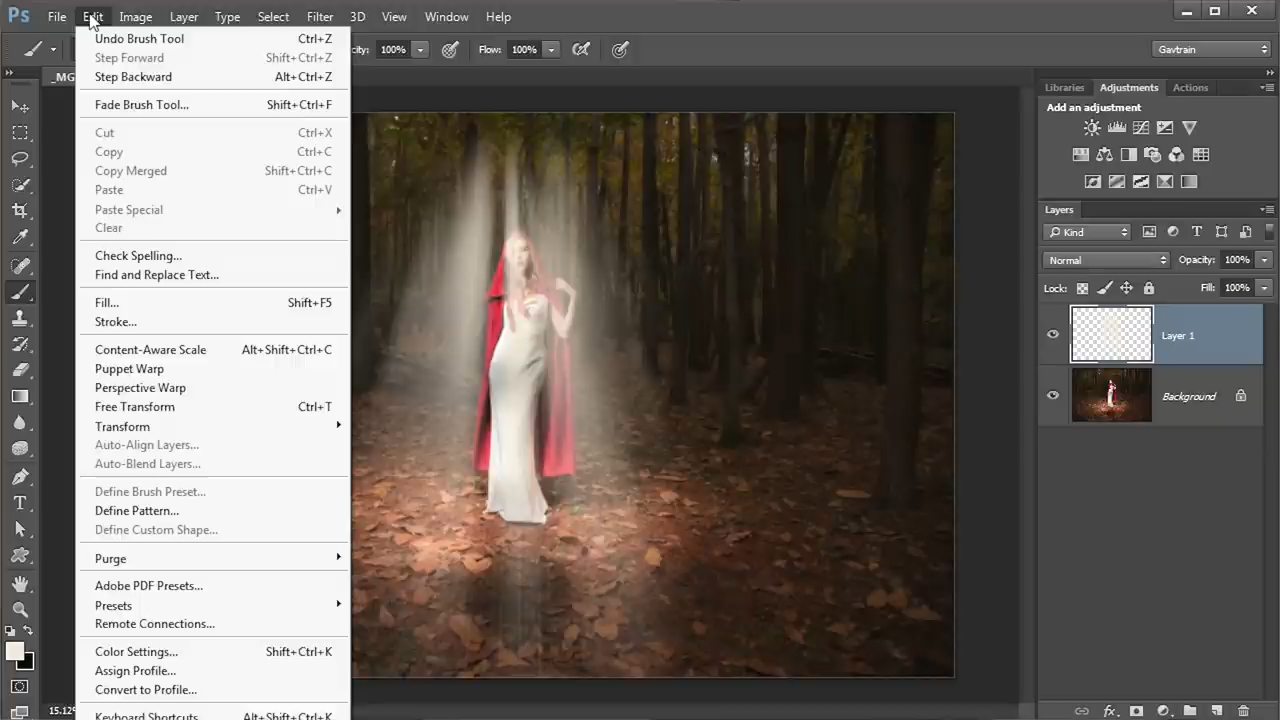 Ps File Edit Image Layer Type Select Filter 3D View Window Help
100% Flow: 100% Gavtrain
_MG
Undo Brush Tool Ctrl+Z
Step Forward Shift+Ctrl+Z
Step Backward Alt+Ctrl+Z
Fade Brush Tool... Shift+Ctrl+F
Cut Ctrl+X
Copy Ctrl+C
Copy Merged Shift+Ctrl+C
Paste Ctrl+V
Paste Special
Clear
Check Spelling...
Find and Replace Text...
Fill... Shift+F5
Stroke...
Content-Aware Scale Alt+Shift+Ctrl+C
Puppet Warp
Perspective Warp
Free Transform Ctrl+T
Transform
Auto-Align Layers...
Auto-Blend Layers...
Define Brush Preset...
Define Pattern...
Define Custom Shape...
Purge
Adobe PDF Presets...
Presets
Remote Connections...
Color Settings... Shift+Ctrl+K
Assign Profile...
Convert to Profile...
Keyboard Shortcuts Alt+Shift+Ctrl+K
15.12%
Libraries Adjustments Actions
Add an adjustment
Layers
Kind
Normal Opacity: 100%
Lock: Fill: 100%
Layer 1
Background
fx